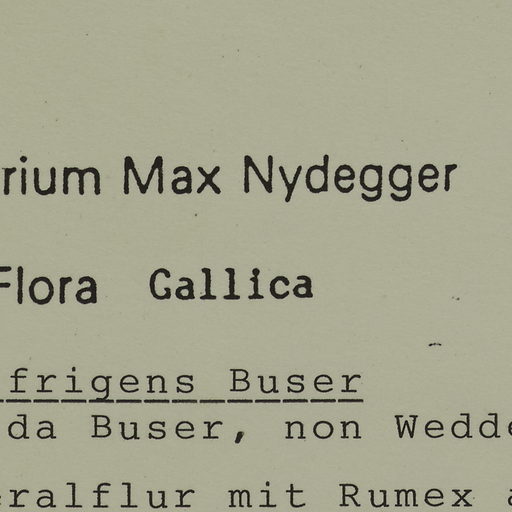 rium Max Nydegger
Flora Gallica
frigens Buser
da Buser, non Wedde
eralflur mit Rumex a